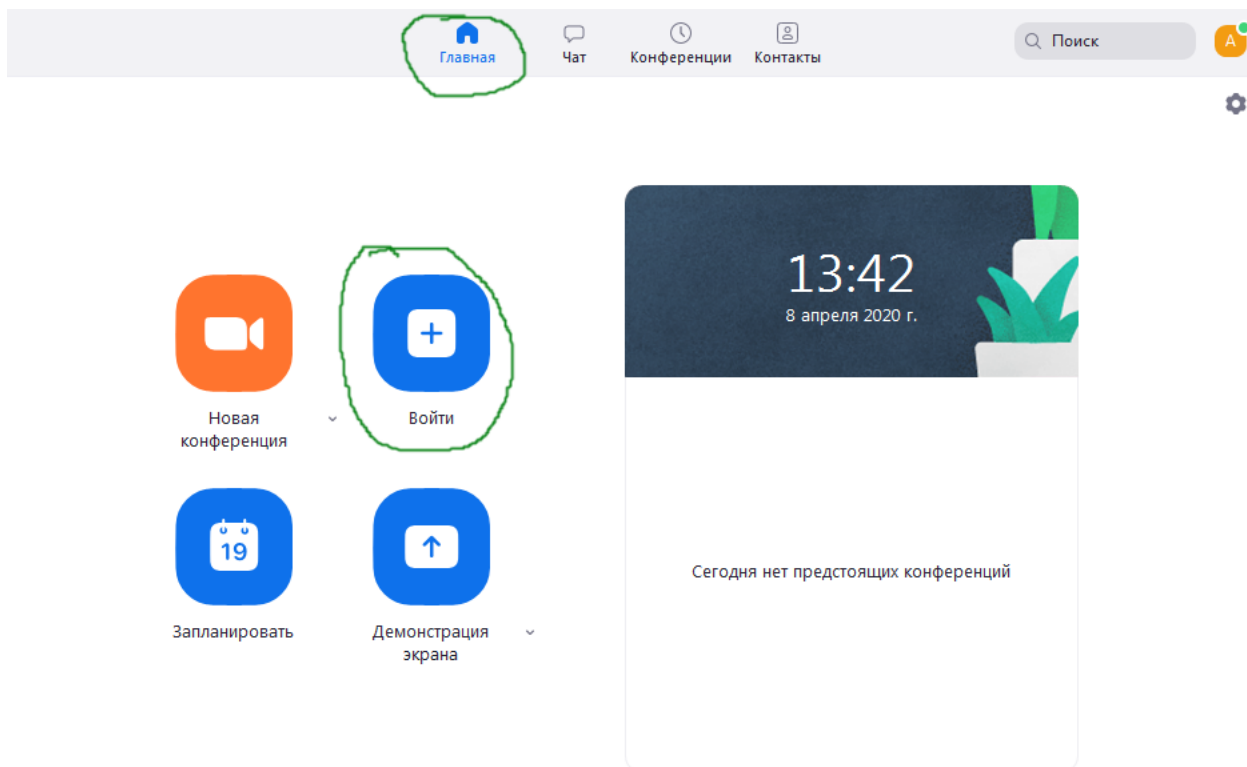 Главная
Чат
Конференции
Контакты
Поиск
A
13:42
8 апреля 2020 г.
Новая
конференция
Войти
19
Запланировать
Демонстрация
экрана
Сегодня нет предстоящих конференций